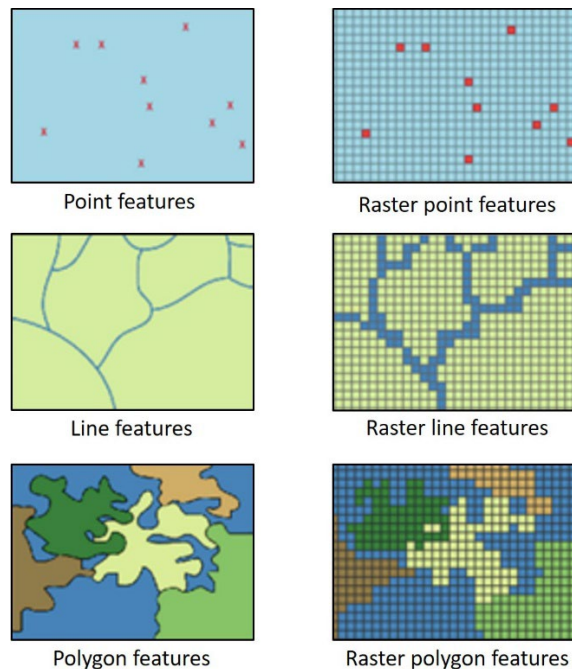 Point features
Raster point features
Line features
Raster line features
Polygon features
Raster polygon features